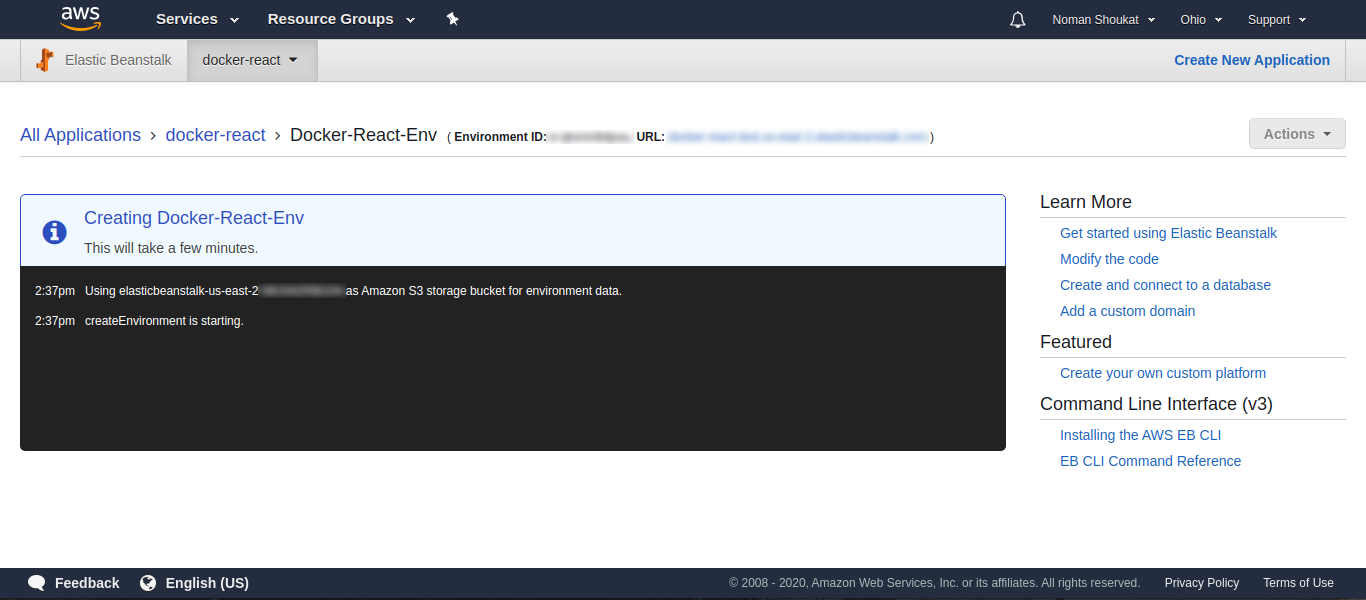 aws Services Resource Groups Noman Shoukat Ohio Support
Elastic Beanstalk docker-react Create New Application
All Applications › docker-react › Docker-React-Env ( Environment ID: URL: ) Actions
Creating Docker-React-Env
This will take a few minutes.
2:37pm Using elasticbeanstalk-us-east-2 as Amazon S3 storage bucket for environment data.
2:37pm createEnvironment is starting.
Learn More
Get started using Elastic Beanstalk
Modify the code
Create and connect to a database
Add a custom domain
Featured
Create your own custom platform
Command Line Interface (v3)
Installing the AWS EB CLI
EB CLI Command Reference
Feedback English (US) © 2008 - 2020, Amazon Web Services, Inc. or its affiliates. All rights reserved. Privacy Policy Terms of Use